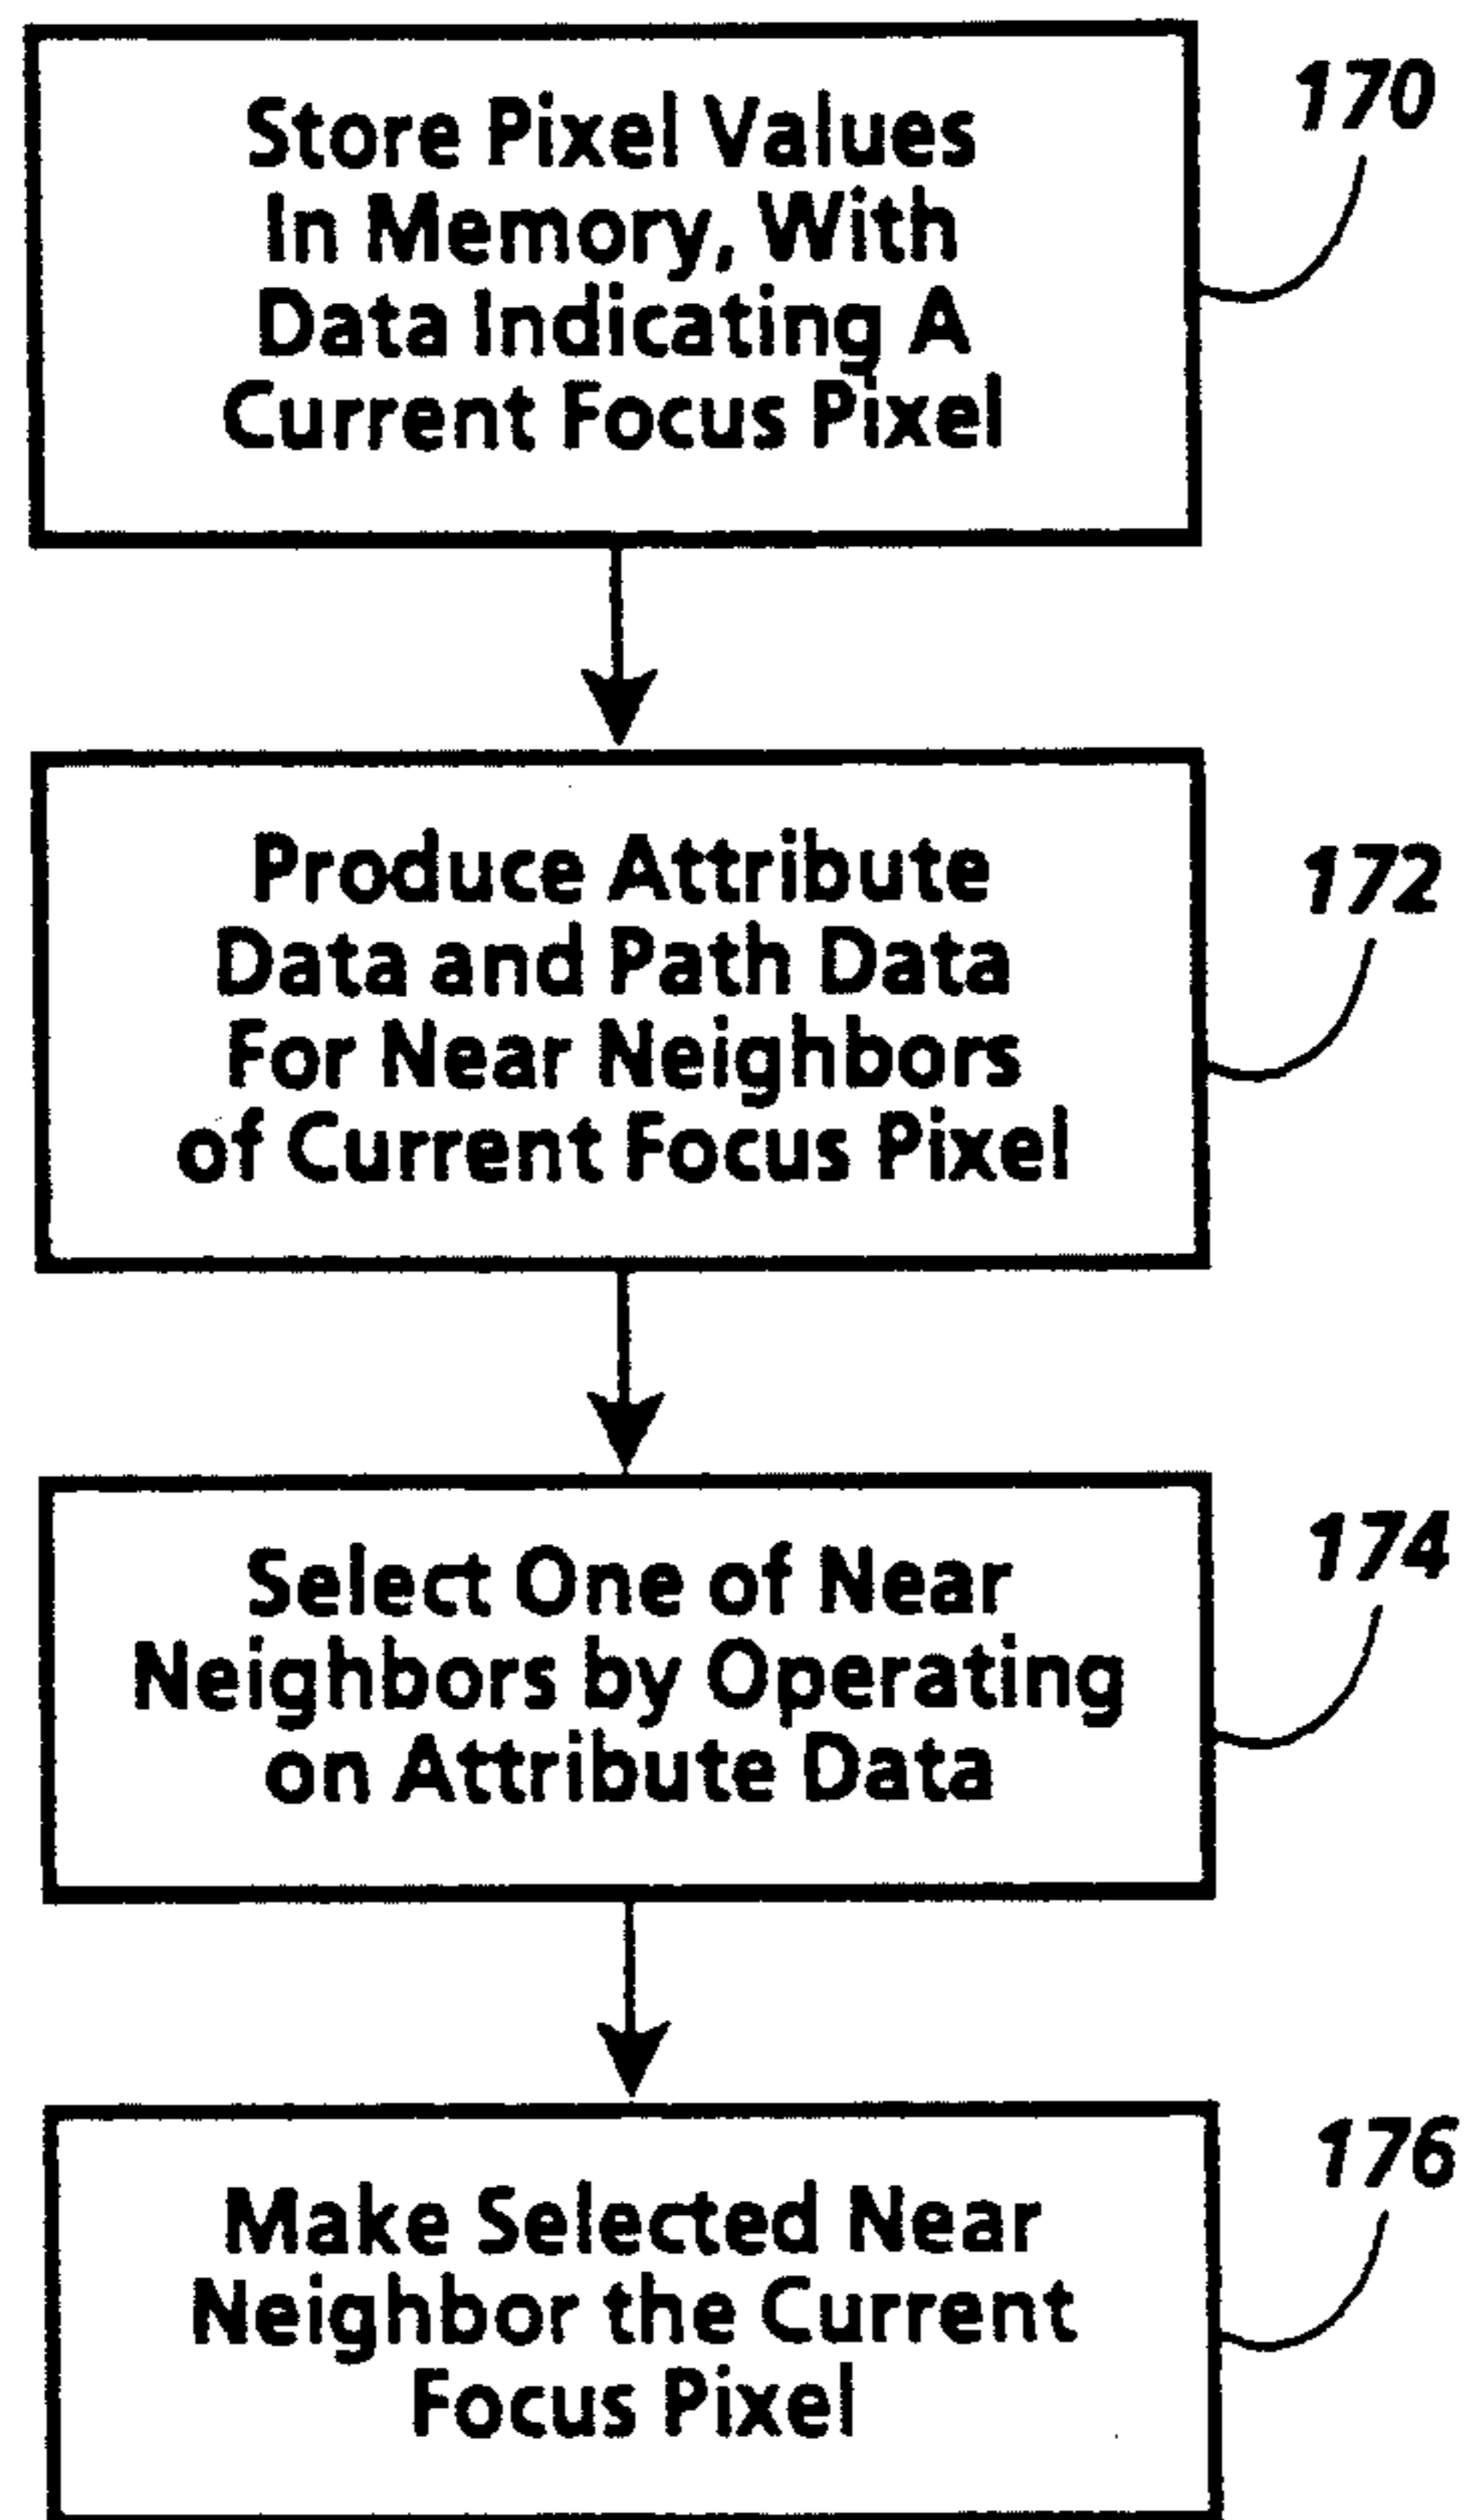 Store Pixel Values
In Memory, With
Data Indicating A
Current Focus Pixel
170
Produce Attribute
Data and Path Data
For Near Neighbors
of Current Focus Pixel
172
Select One of Near
Neighbors by Operating
on Attribute Data
174
Make Selected Near
Neighbor the Current
Focus Pixel
176